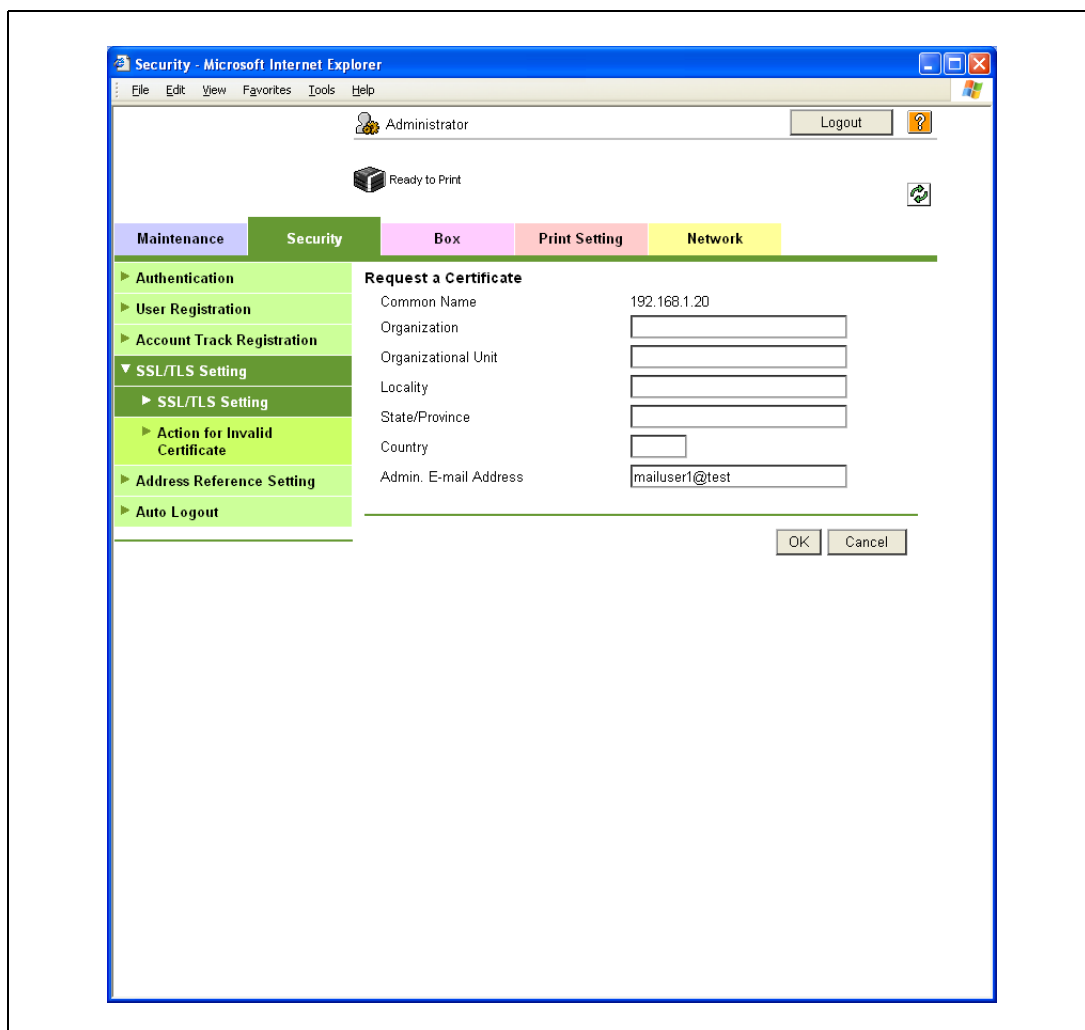 Security - Microsoft Internet Explorer
File Edit View Favorites Tools Help
Administrator
Logout
?
Ready to Print
Maintenance Security Box Print Setting Network
Authentication
User Registration
Account Track Registration
SSL/TLS Setting
SSL/TLS Setting
Action for Invalid
Certificate
Address Reference Setting
Auto Logout
Request a Certificate
Common Name 192.168.1.20
Organization
Organizational Unit
Locality
State/Province
Country
Admin. E-mail Address mailuser1@test
OK Cancel